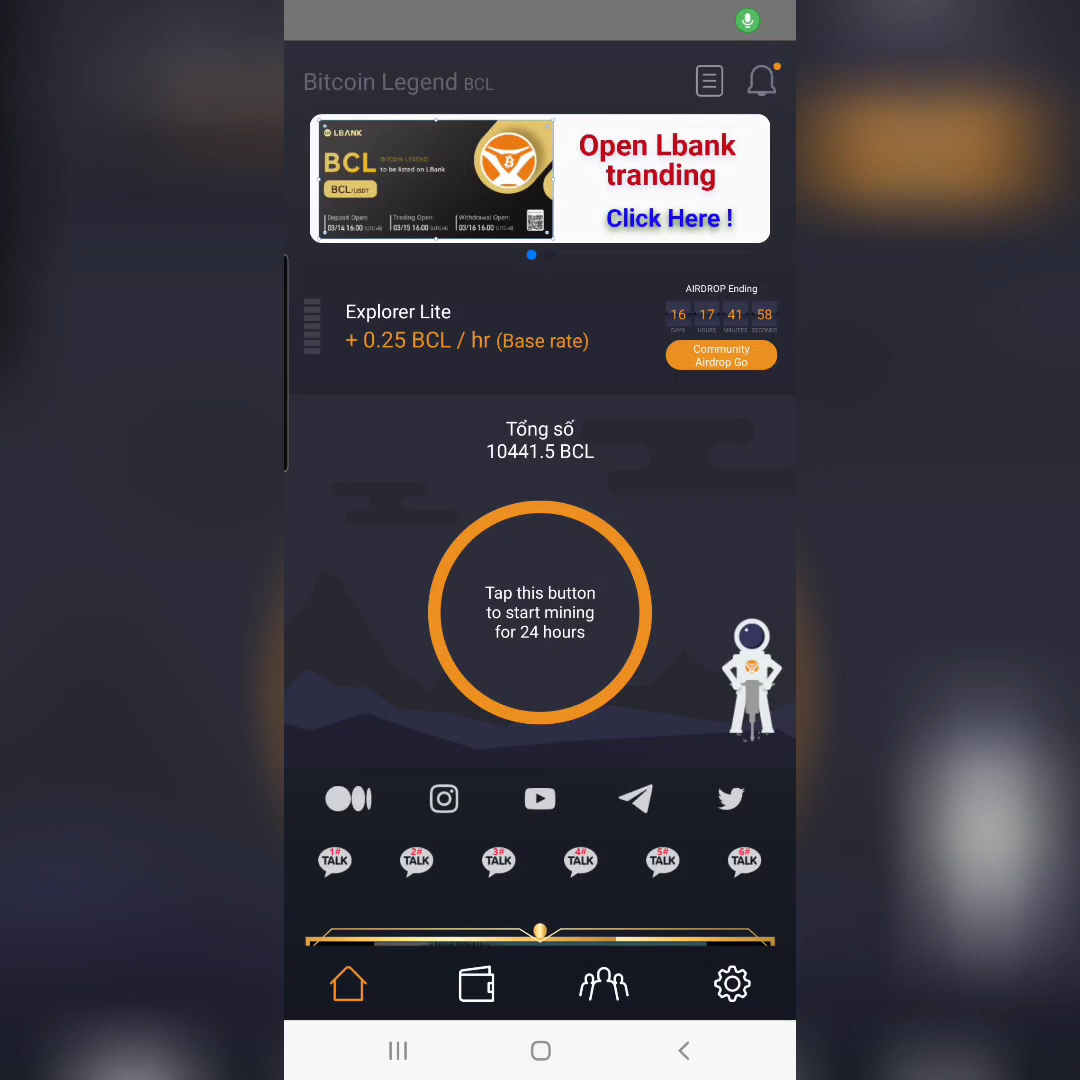 Bitcoin Legend BCL
LBANK
BCL (BITCOIN LEGEND)
to be listed on LBank
BCL/USDT
Deposit Open: Trading Open: Withdrawal Open:
03/14 16:00 (UTC+8) 03/15 16:00 (UTC+8) 03/16 16:00 (UTC+8)
Open Lbank
tranding
Click Here !
Explorer Lite
+ 0.25 BCL / hr (Base rate)
AIRDROP Ending
16 17 41 58
DAYS HOURS MINUTES SECONDS
Community
Airdrop Go
Tổng số
10441.5 BCL
Tap this button
to start mining
for 24 hours
1# 2# 3# 4# 5# 6#
TALK TALK TALK TALK TALK TALK